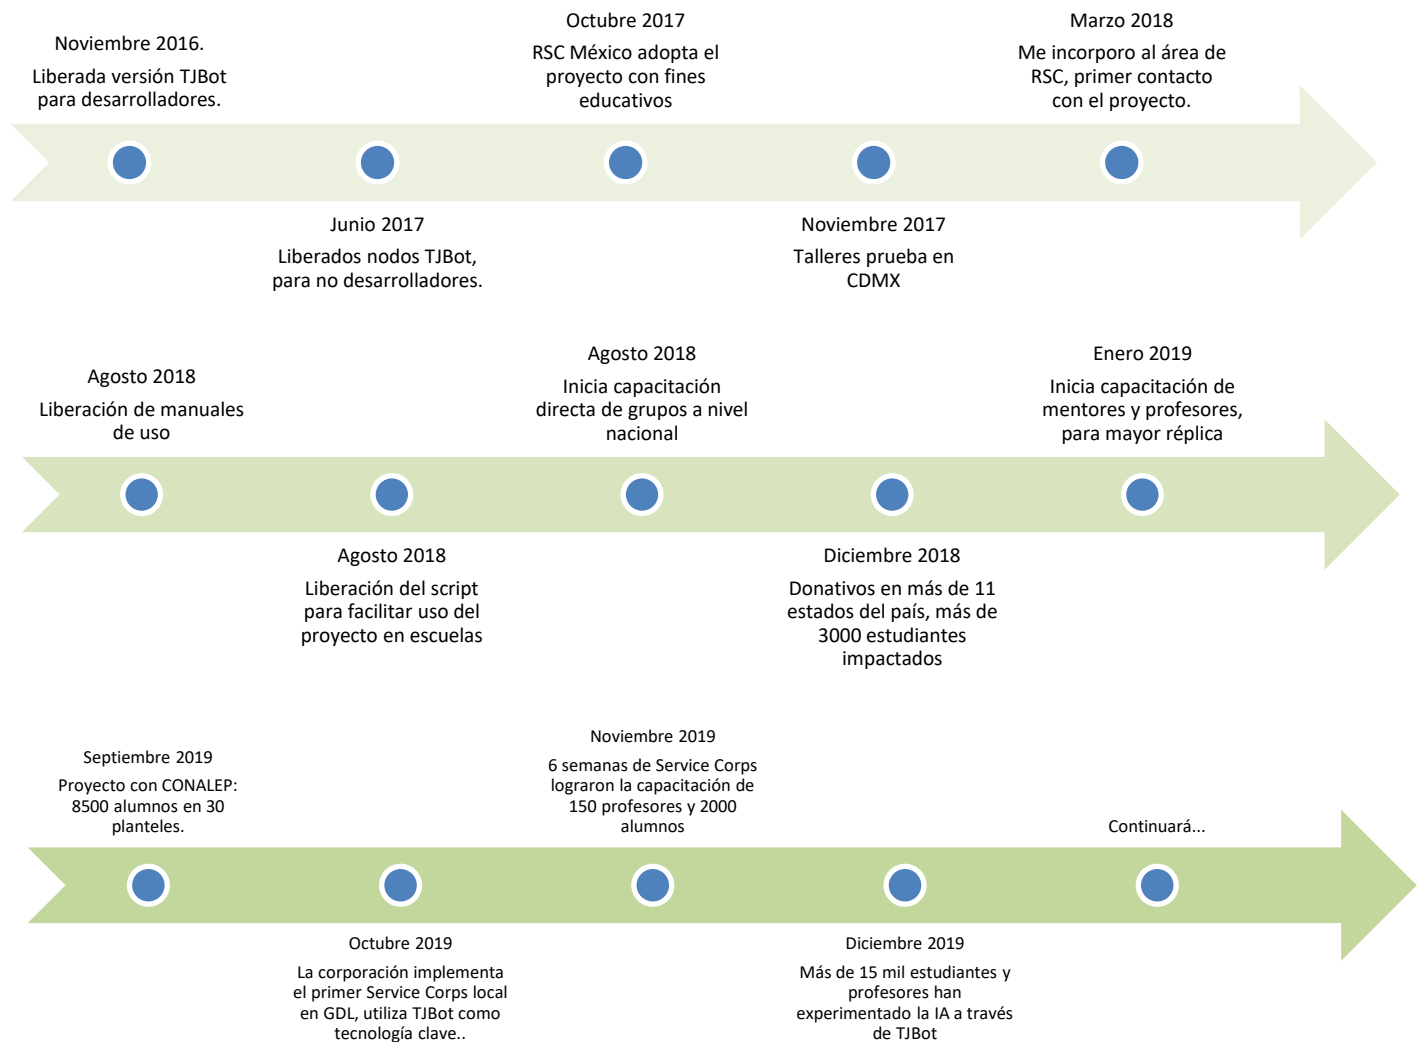 Noviembre 2016.
Liberada versión TJBot
para desarrolladores.
Junio 2017
Liberados nodos TJBot,
para no desarrolladores.
Octubre 2017
RSC México adopta el
proyecto con fines
educativos
Noviembre 2017
Talleres prueba en
CDMX
Marzo 2018
Me incorporo al área de
RSC, primer contacto
con el proyecto.
Agosto 2018
Liberación de manuales
de uso
Agosto 2018
Liberación del script
para facilitar uso del
proyecto en escuelas
Agosto 2018
Inicia capacitación
directa de grupos a nivel
nacional
Diciembre 2018
Donativos en más de 11
estados del país, más de
3000 estudiantes
impactados
Enero 2019
Inicia capacitación de
mentores y profesores,
para mayor réplica
Septiembre 2019
Proyecto con CONALEP:
8500 alumnos en 30
planteles.
Octubre 2019
La corporación implementa
el primer Service Corps local
en GDL, utiliza TJBot como
tecnología clave..
Noviembre 2019
6 semanas de Service Corps
lograron la capacitación de
150 profesores y 2000
alumnos
Diciembre 2019
Más de 15 mil estudiantes y
profesores han
experimentado la IA a través
de TJBot
Continuará...